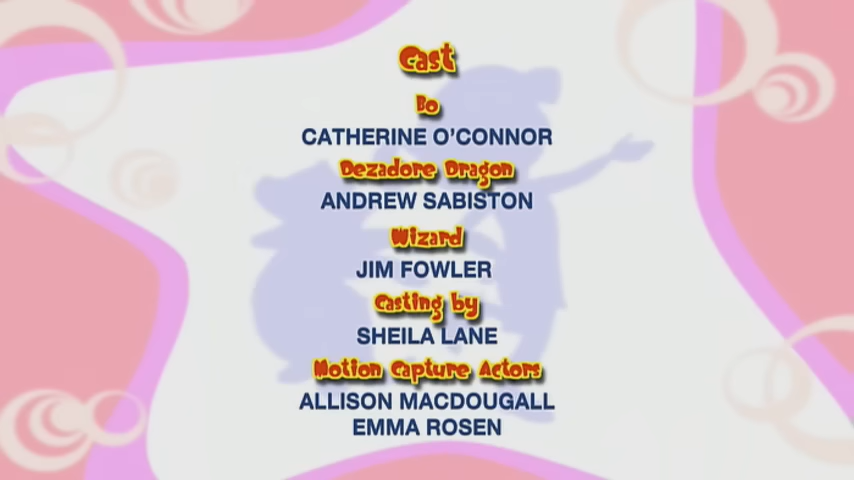 Cast
Bo
CATHERINE O'CONNOR
Dezadore Dragon
ANDREW SABISTON
Wizard
JIM FOWLER
Casting by
SHEILA LANE
Motion Capture Actors
ALLISON MACDOUGALL
EMMA ROSEN